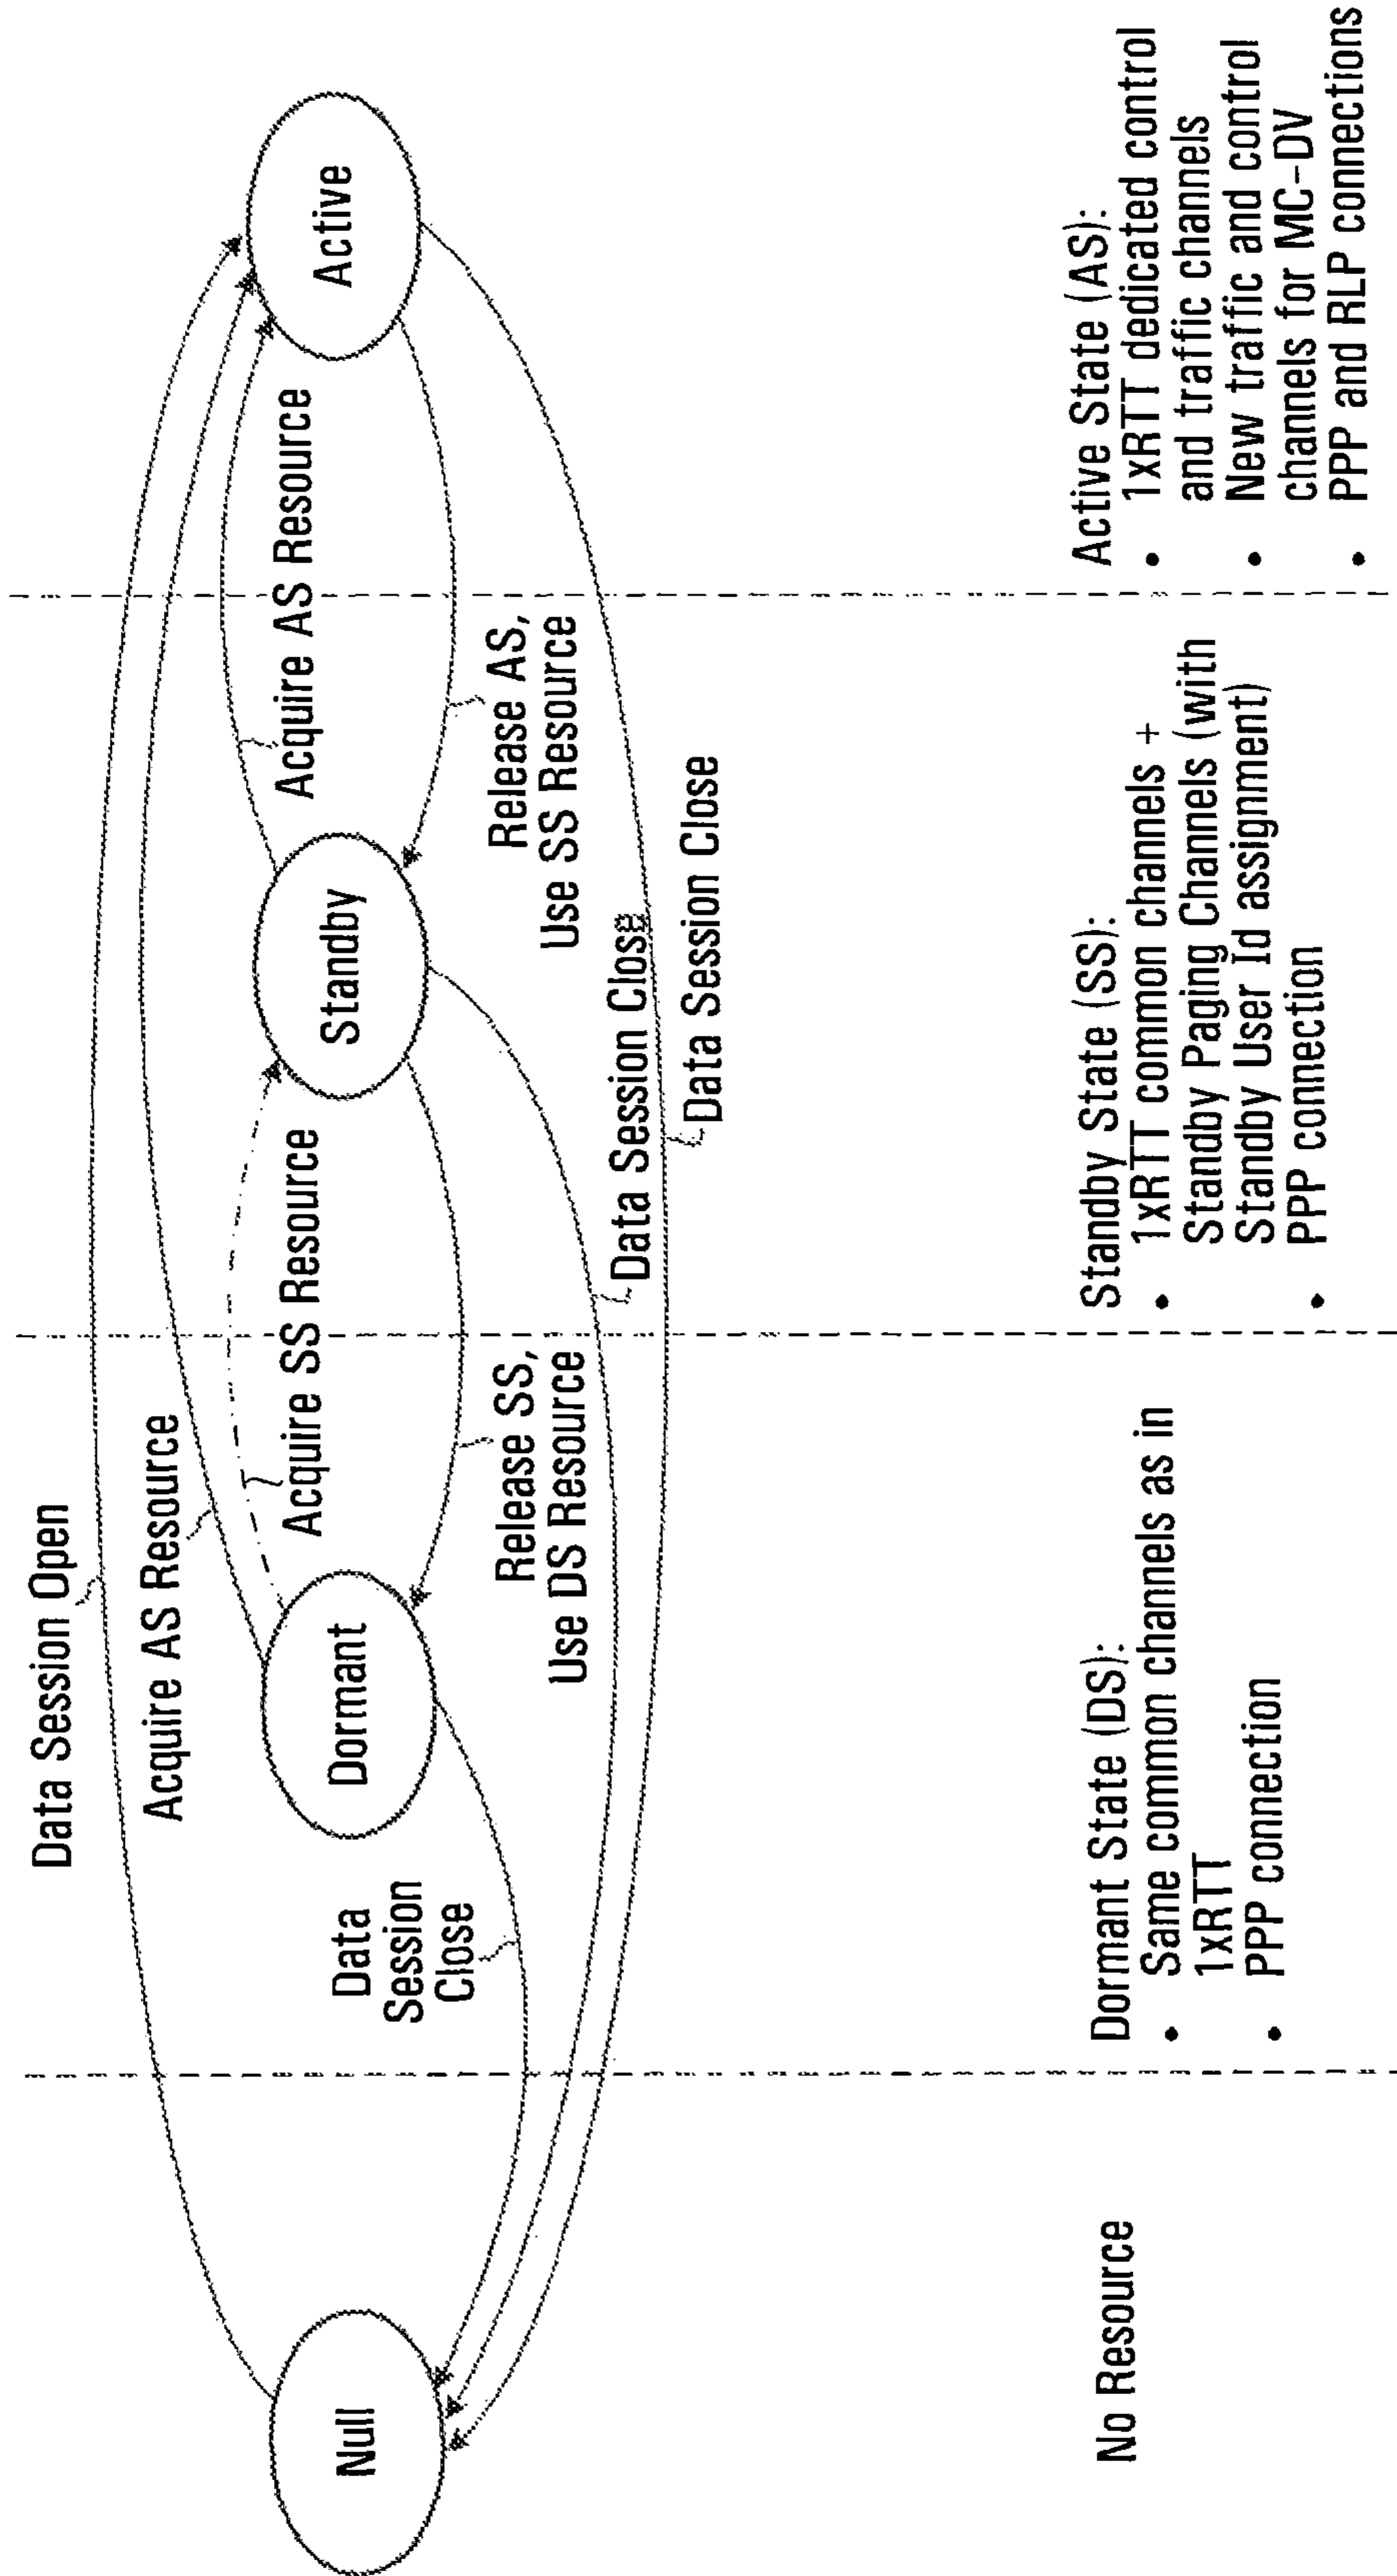 Data Session Open
Acquire AS Resource
Null
Dormant
Standby
Active
Acquire SS Resource
Acquire AS Resource
Data
Session
Close
Release SS,
Use DS Resource
Release AS,
Use SS Resource
Data Session Close
Data Session Close
No Resource
Dormant State (DS):
• Same common channels as in
1xRTT
• PPP connection
Standby State (SS):
• 1xRTT common channels +
Standby Paging Channels (with
Standby User Id assignment)
• PPP connection
Active State (AS):
• 1xRTT dedicated control
and traffic channels
• New traffic and control
channels for MC-DV
• PPP and RLP connections